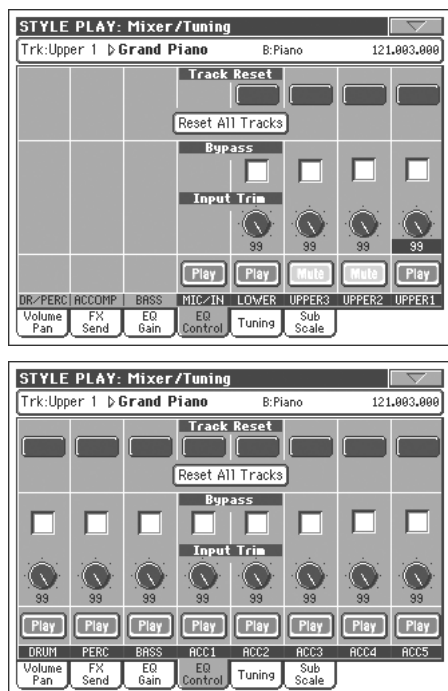 STYLE PLAY: Mixer/Tuning
Trk:Upper 1 ▷Grand Piano B:Piano 121.003.000
Track Reset
Reset All Tracks
Bypass
Input Trim
99 99 99 99
Play Play Mute Mute Play
DR/PERC ACCOMP BASS MIC/IN LOWER UPPER3 UPPER2 UPPER1
Volume Pan FX Send EQ Gain EQ Control Tuning Sub Scale
STYLE PLAY: Mixer/Tuning
Trk:Upper 1 ▷Grand Piano B:Piano 121.003.000
Track Reset
Reset All Tracks
Bypass
Input Trim
99 99 99 99 99 99 99 99
Play Play Play Play Play Play Play Play
DRUM PERC BASS ACC1 ACC2 ACC3 ACC4 ACC5
Volume Pan FX Send EQ Gain EQ Control Tuning Sub Scale